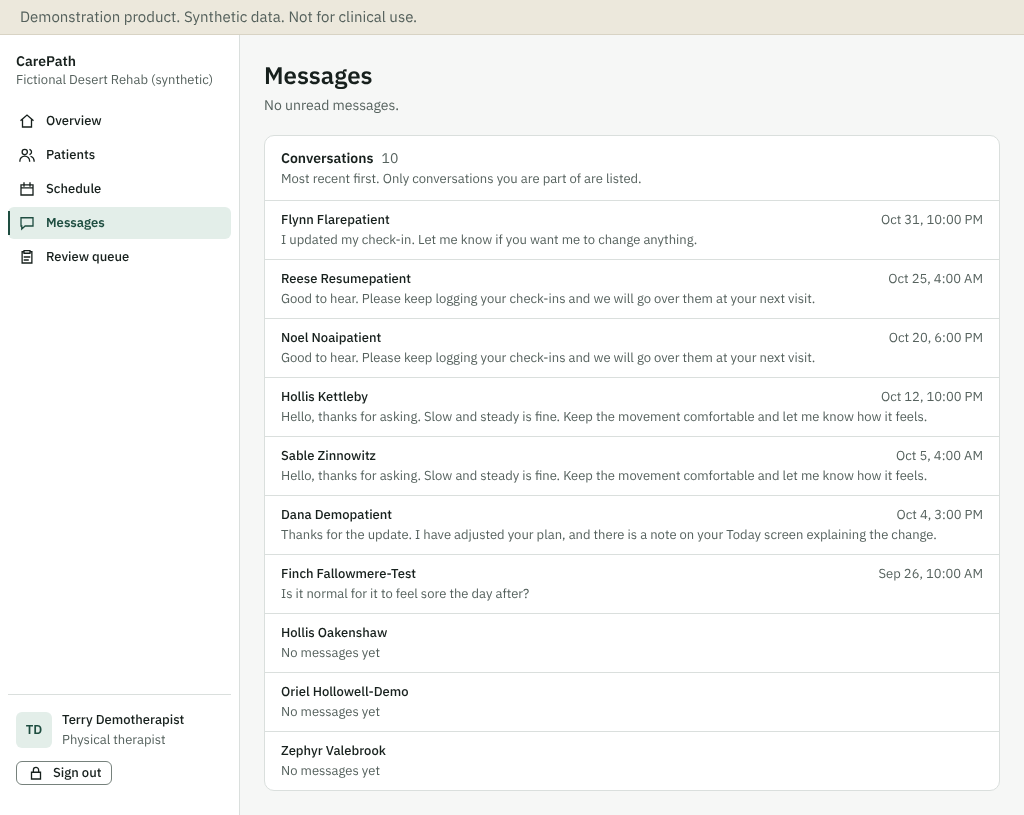 Demonstration product. Synthetic data. Not for clinical use.
CarePath
Fictional Desert Rehab (synthetic)
Overview
Patients
Schedule
Messages
Review queue
TD
Terry Demotherapist
Physical therapist
Sign out
Messages
No unread messages.
Conversations 10
Most recent first. Only conversations you are part of are listed.
Flynn Flarepatient Oct 31, 10:00 PM
I updated my check-in. Let me know if you want me to change anything.
Reese Resumepatient Oct 25, 4:00 AM
Good to hear. Please keep logging your check-ins and we will go over them at your next visit.
Noel Noaipatient Oct 20, 6:00 PM
Good to hear. Please keep logging your check-ins and we will go over them at your next visit.
Hollis Kettleby Oct 12, 10:00 PM
Hello, thanks for asking. Slow and steady is fine. Keep the movement comfortable and let me know how it feels.
Sable Zinnowitz Oct 5, 4:00 AM
Hello, thanks for asking. Slow and steady is fine. Keep the movement comfortable and let me know how it feels.
Dana Demopatient Oct 4, 3:00 PM
Thanks for the update. I have adjusted your plan, and there is a note on your Today screen explaining the change.
Finch Fallowmere-Test Sep 26, 10:00 AM
Is it normal for it to feel sore the day after?
Hollis Oakenshaw
No messages yet
Oriel Hollowell-Demo
No messages yet
Zephyr Valebrook
No messages yet